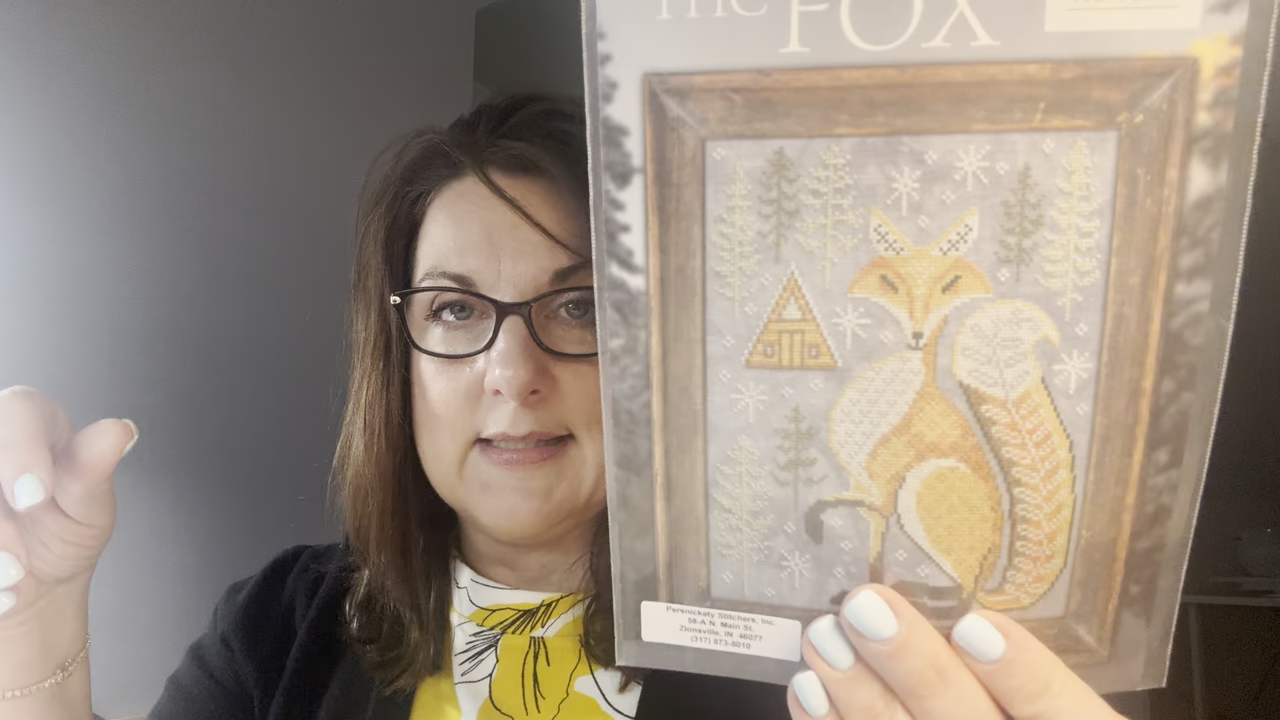 THE
FOX
Persnickety Stitchers, Inc.
58-A N. Main St.
Zionsville, IN 46077
(317) 873-5010